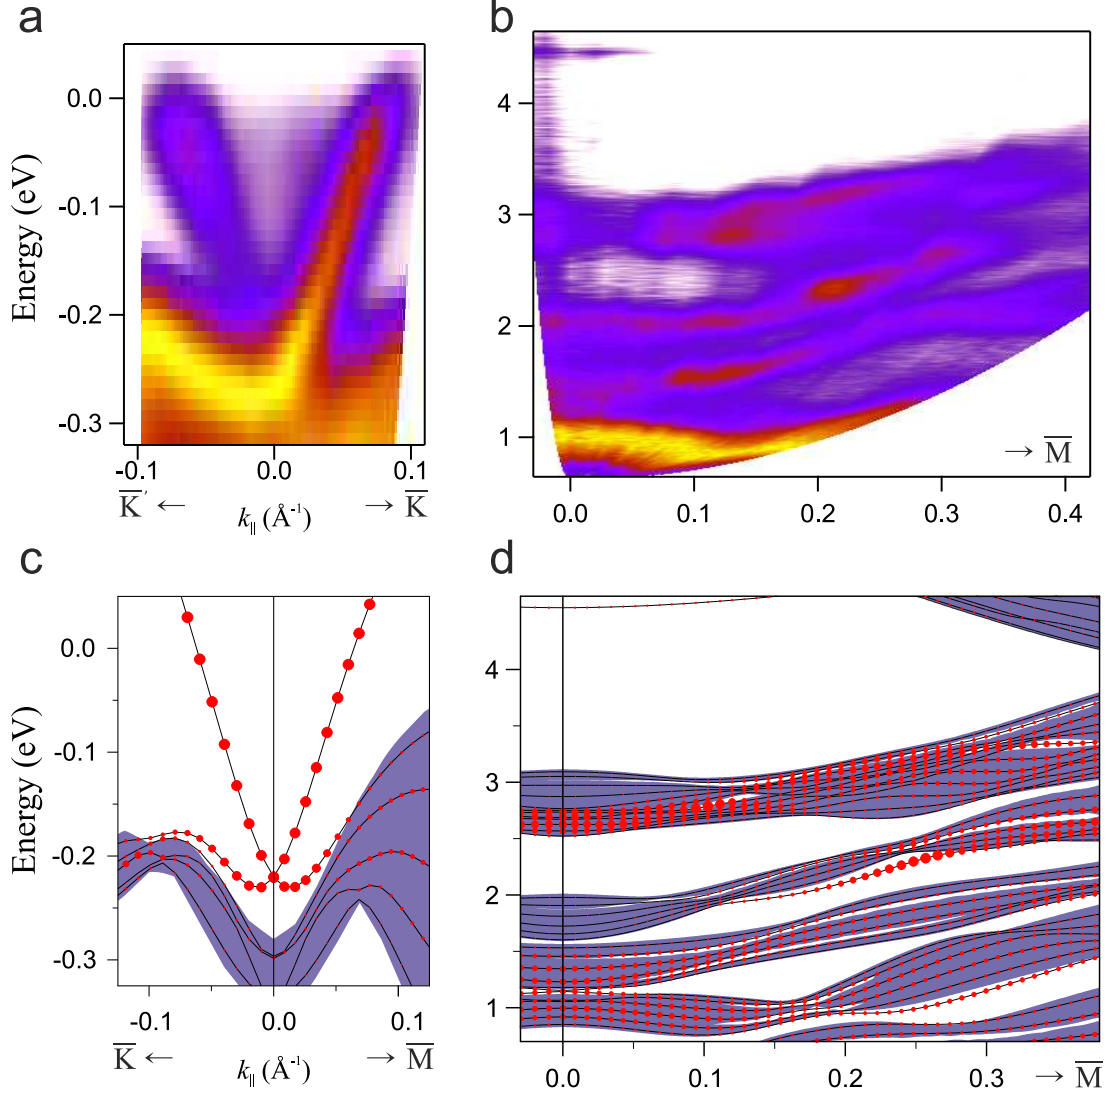 a
b
Energy (eV)
0.0
-0.1
-0.2
-0.3
-0.1
0.0
0.1
K̅′ ←
k∥ (Å⁻¹)
→ K̅
4
3
2
1
→ M̅
0.0
0.1
0.2
0.3
0.4
c
d
Energy (eV)
0.0
-0.1
-0.2
-0.3
-0.1
0.0
0.1
K̅ ←
k∥ (Å⁻¹)
→ M̅
4
3
2
1
0.0
0.1
0.2
0.3
→ M̅